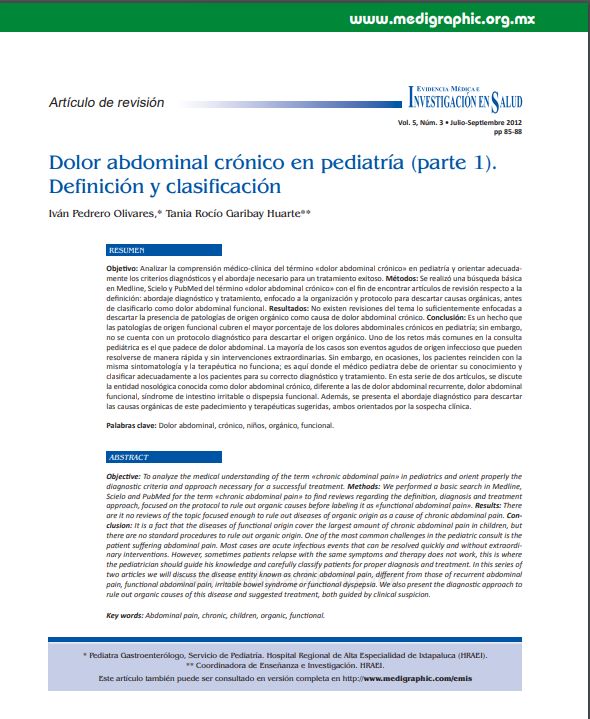 www.medigraphic.org.mx
Artículo de revisión
Evidencia Médica e
Investigación en Salud
Vol. 5, Núm. 3 • Julio-Septiembre 2012
pp 85-88
Dolor abdominal crónico en pediatría (parte 1).
Definición y clasificación
Iván Pedrero Olivares,* Tania Rocío Garibay Huarte**
RESUMEN
Objetivo: Analizar la comprensión médico-clínica del término «dolor abdominal crónico» en pediatría y orientar adecuada-
mente los criterios diagnósticos y el abordaje necesario para un tratamiento exitoso. Métodos: Se realizó una búsqueda básica
en Medline, Scielo y PubMed del término «dolor abdominal crónico» con el fin de encontrar artículos de revisión respecto a la
definición: abordaje diagnóstico y tratamiento, enfocado a la organización y protocolo para descartar causas orgánicas, antes
de clasificarlo como dolor abdominal funcional. Resultados: No existen revisiones del tema lo suficientemente enfocadas a
descartar la presencia de patologías de origen orgánico como causa de dolor abdominal crónico. Conclusión: Es un hecho que
las patologías de origen funcional cubren el mayor porcentaje de los dolores abdominales crónicos en pediatría; sin embargo,
no se cuenta con un protocolo diagnóstico para descartar el origen orgánico. Uno de los retos más comunes en la consulta
pediátrica es el que padece de dolor abdominal. La mayoría de los casos son eventos agudos de origen infeccioso que pueden
resolverse de manera rápida y sin intervenciones extraordinarias. Sin embargo, en ocasiones, los pacientes reinciden con la
misma sintomatología y la terapéutica no funciona; es aquí donde el médico pediatra debe de orientar su conocimiento y
clasificar adecuadamente a los pacientes para su correcto diagnóstico y tratamiento. En esta serie de dos artículos, se discute
la entidad nosológica conocida como dolor abdominal crónico, diferente a las de dolor abdominal recurrente, dolor abdominal
funcional, síndrome de intestino irritable o dispepsia funcional. Además, se presenta el abordaje diagnóstico para descartar
las causas orgánicas de este padecimiento y terapéuticas sugeridas, ambos orientados por la sospecha clínica.
Palabras clave: Dolor abdominal, crónico, niños, orgánico, funcional.
ABSTRACT
Objective: To analyze the medical understanding of the term «chronic abdominal pain» in pediatrics and orient properly the
diagnostic criteria and approach necessary for a successful treatment. Methods: We performed a basic search in Medline,
Scielo and PubMed for the term «chronic abdominal pain» to find reviews regarding the definition, diagnosis and treatment
approach, focused on the protocol to rule out organic causes before labeling it as «functional abdominal pain». Results: There
are it no reviews of the topic focused enough to rule out diseases of organic origin as a cause of chronic abdominal pain. Con-
clusion: It is a fact that the diseases of functional origin cover the largest amount of chronic abdominal pain in children, but
there are no standard procedures to rule out organic origin. One of the most common challenges in the pediatric consult is the
patient suffering abdominal pain. Most cases are acute infectious events that can be resolved quickly and without extraordi-
nary interventions. However, sometimes patients relapse with the same symptoms and therapy does not work, this is where
the pediatrician should guide his knowledge and carefully classify patients for proper diagnosis and treatment. In this series of
two articles we will discuss the disease entity known as chronic abdominal pain, different from those of recurrent abdominal
pain, functional abdominal pain, irritable bowel syndrome or functional dyspepsia. We also present the diagnostic approach to
rule out organic causes of this disease and suggested treatment, both guided by clinical suspicion.
Key words: Abdominal pain, chronic, children, organic, functional.
* Pediatra Gastroenterólogo, Servicio de Pediatría. Hospital Regional de Alta Especialidad de Ixtapaluca (HRAEI).
** Coordinadora de Enseñanza e Investigación. HRAEI.
Este artículo también puede ser consultado en versión completa en http://www.medigraphic.com/emis